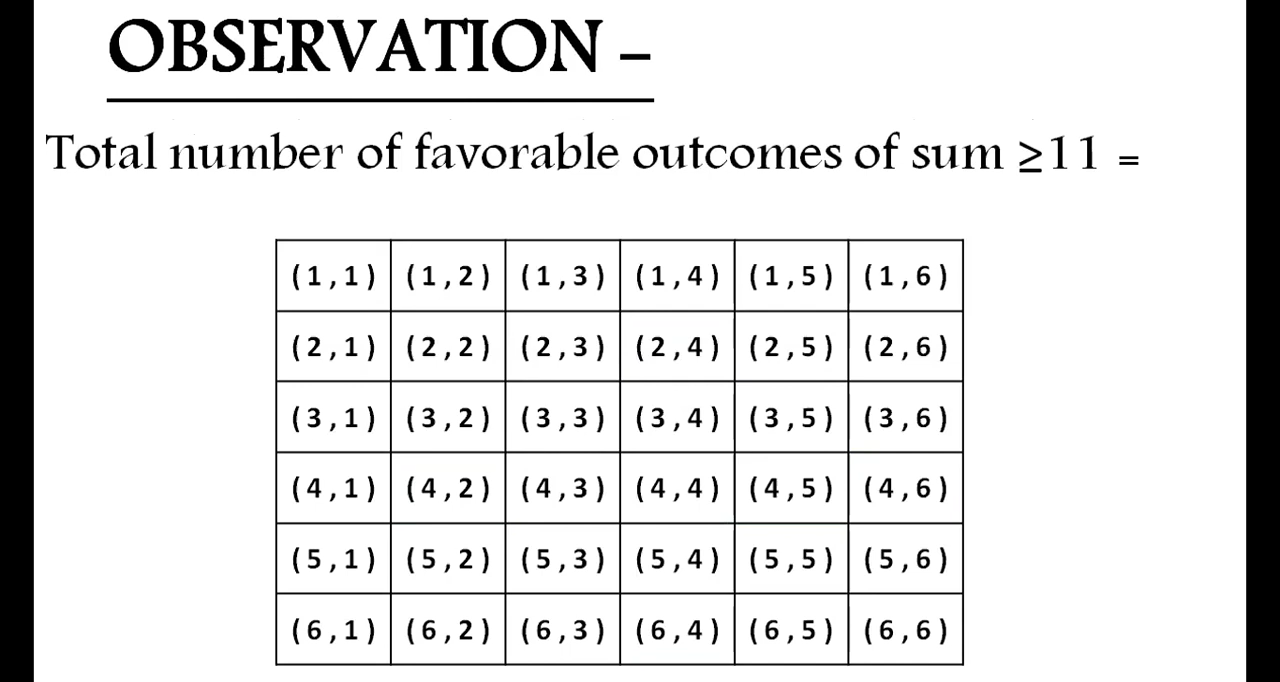 OBSERVATION –
Total number of favorable outcomes of sum ≥11 =
(1,1) (1,2) (1,3) (1,4) (1,5) (1,6)
(2,1) (2,2) (2,3) (2,4) (2,5) (2,6)
(3,1) (3,2) (3,3) (3,4) (3,5) (3,6)
(4,1) (4,2) (4,3) (4,4) (4,5) (4,6)
(5,1) (5,2) (5,3) (5,4) (5,5) (5,6)
(6,1) (6,2) (6,3) (6,4) (6,5) (6,6)